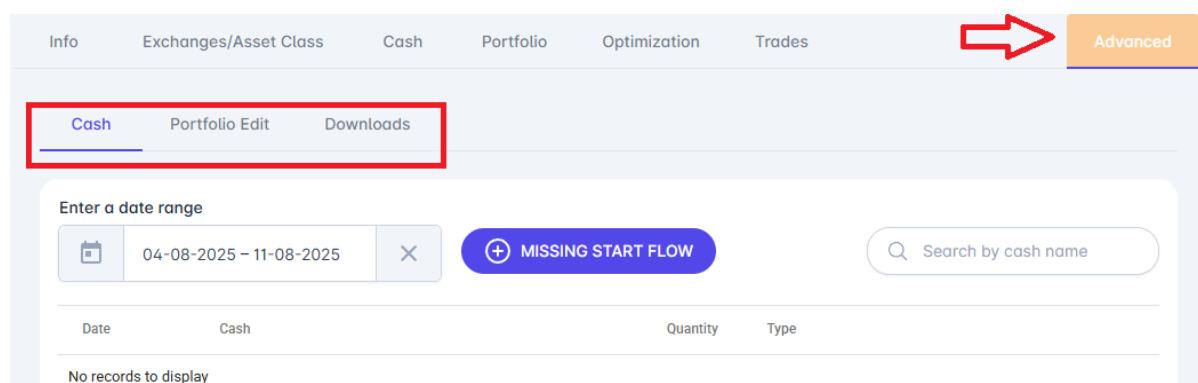 Info Exchanges/Asset Class Cash Portfolio Optimization Trades Advanced
Cash Portfolio Edit Downloads
Enter a date range
04-08-2025 – 11-08-2025 MISSING START FLOW Search by cash name
Date Cash Quantity Type
No records to display